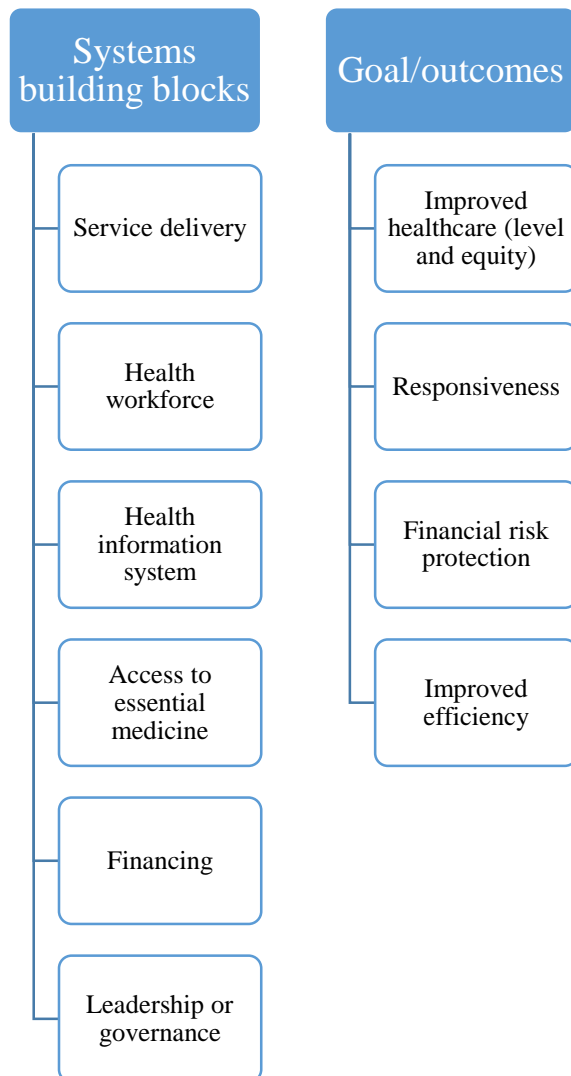 Systems
building blocks
Service delivery
Health
workforce
Health
information
system
Access to
essential
medicine
Financing
Leadership or
governance
Goal/outcomes
Improved
healthcare (level
and equity)
Responsiveness
Financial risk
protection
Improved
efficiency